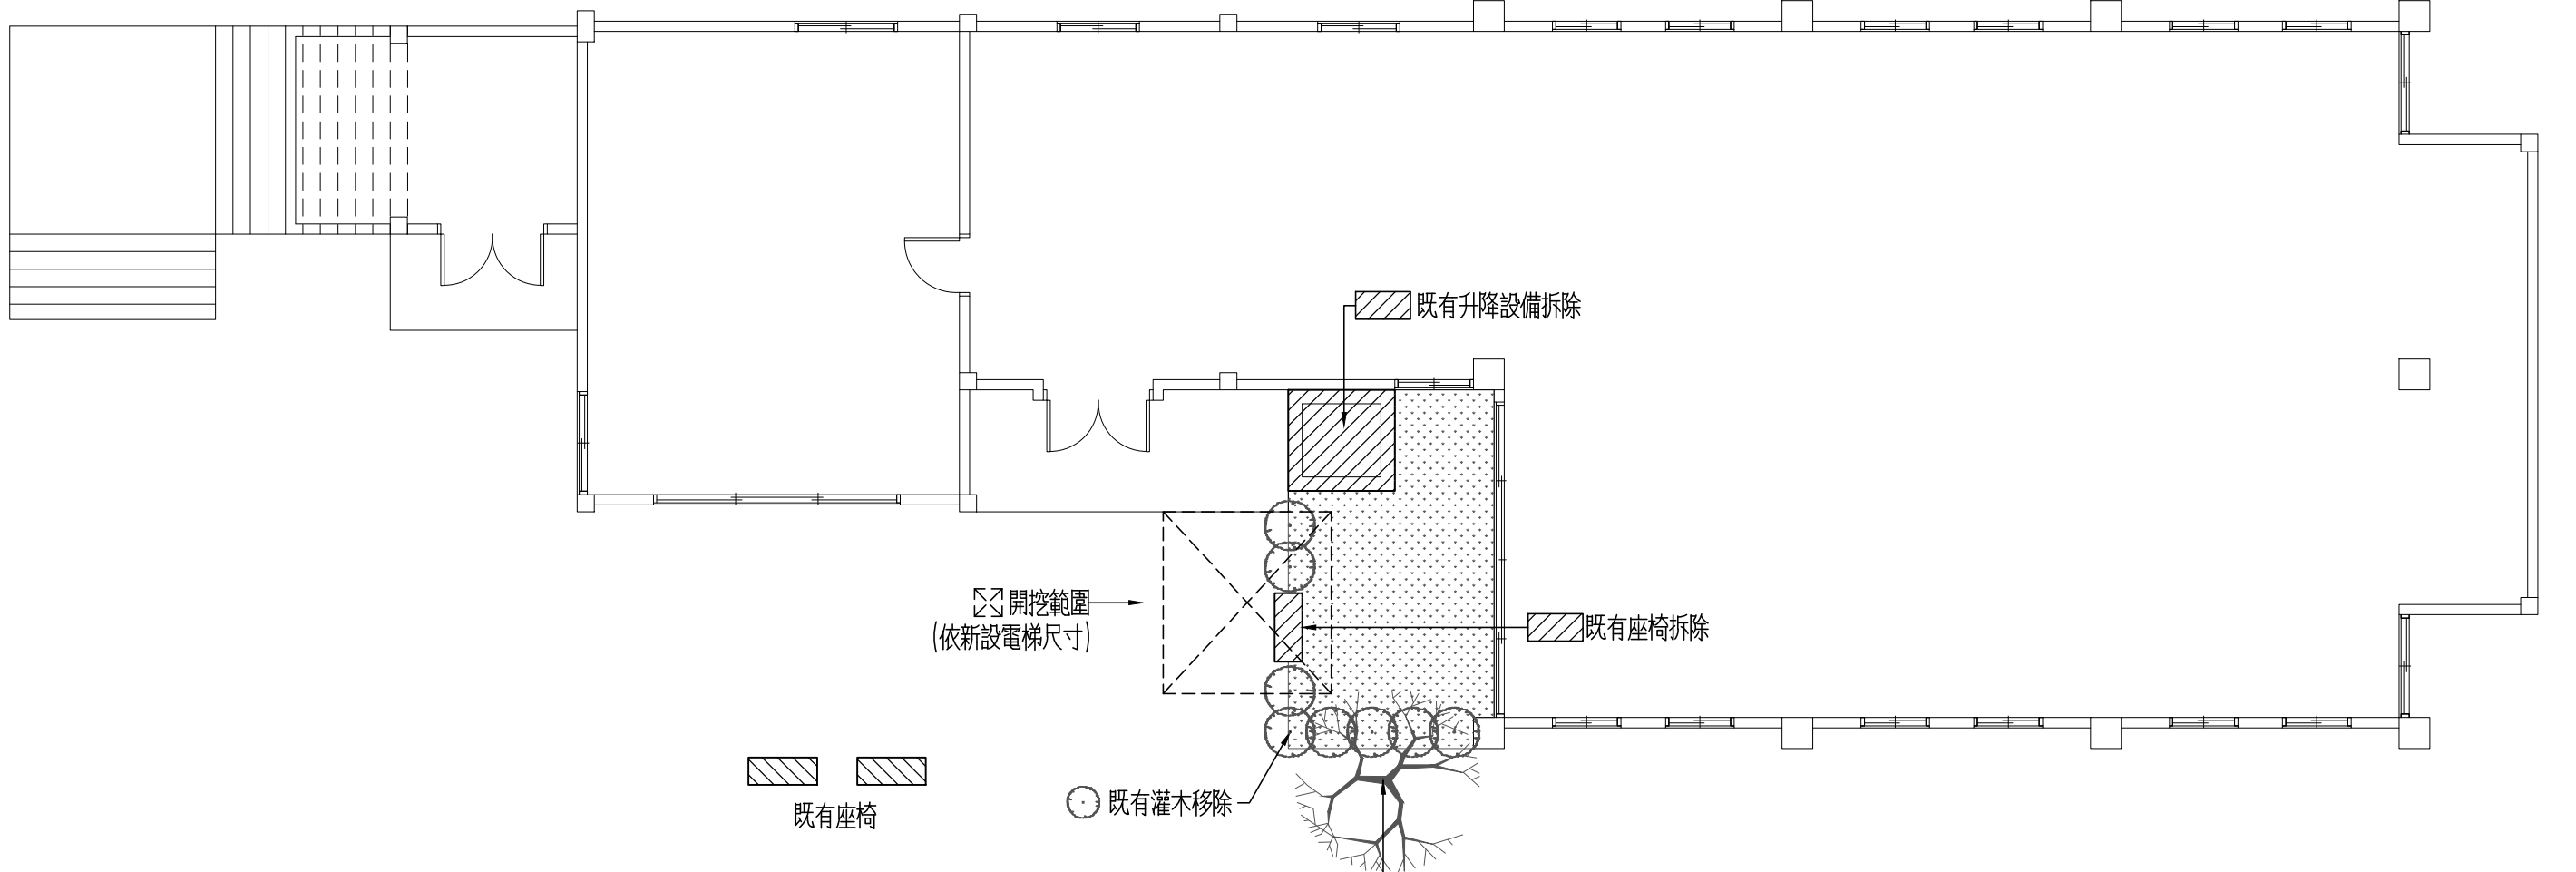 既有升降設備拆除
開挖範圍
(依新設電梯尺寸)
既有座椅拆除
既有座椅
既有灌木移除